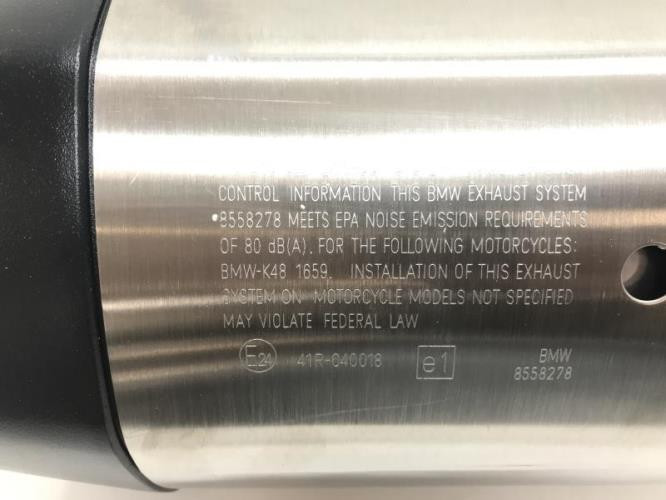 CONTROL INFORMATION THIS BMW EXHAUST SYSTEM
8558278 MEETS EPA NOISE EMISSION REQUIREMENTS
OF 80 dB(A). FOR THE FOLLOWING MOTORCYCLES:
BMW-K48 1659. INSTALLATION OF THIS EXHAUST
SYSTEM ON MOTORCYCLE MODELS NOT SPECIFIED
MAY VIOLATE FEDERAL LAW
E24 41R-040018 e1 BMW
8558278